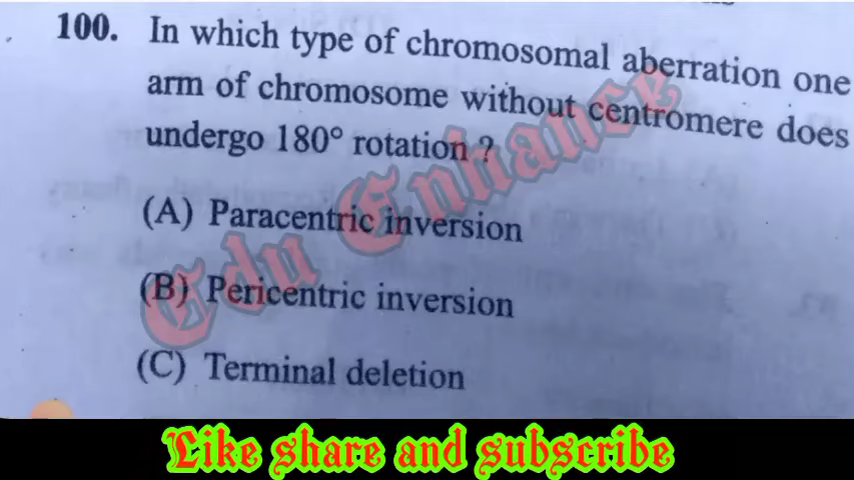 100. In which type of chromosomal aberration one
arm of chromosome without centromere does
undergo 180° rotation ?
(A) Paracentric inversion
(B) Pericentric inversion
(C) Terminal deletion
Edu Enhance
Like share and subscribe